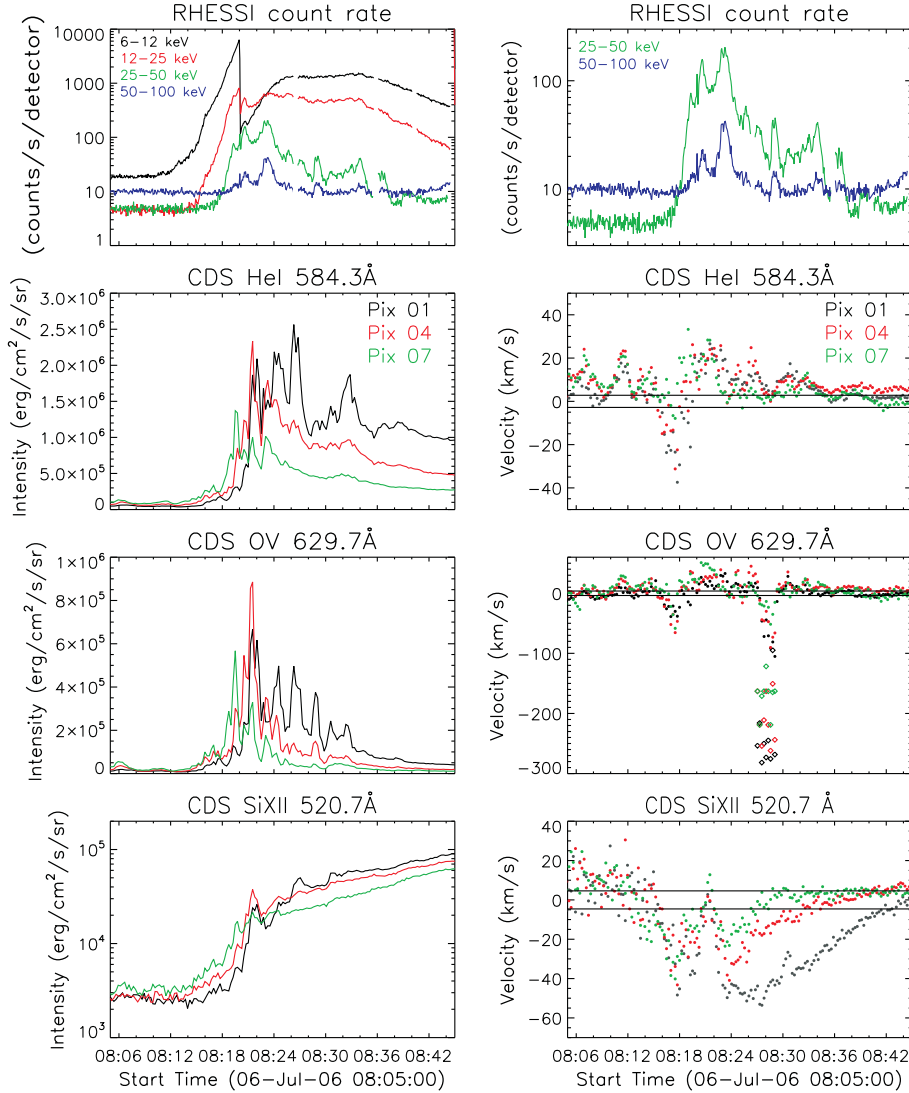 RHESSI count rate
10000
1000
100
10
1
(counts/s/detector)
6-12 keV
12-25 keV
25-50 keV
50-100 keV
RHESSI count rate
100
10
(counts/s/detector)
25-50 keV
50-100 keV
CDS HeI 584.3Å
3.0×10⁶
2.5×10⁶
2.0×10⁶
1.5×10⁶
1.0×10⁶
5.0×10⁵
0
Intensity (erg/cm²/s/sr)
Pix 01
Pix 04
Pix 07
CDS HeI 584.3Å
40
20
0
-20
-40
Velocity (km/s)
Pix 01
Pix 04
Pix 07
CDS OV 629.7Å
1×10⁶
8×10⁵
6×10⁵
4×10⁵
2×10⁵
0
Intensity (erg/cm²/s/sr)
CDS OV 629.7Å
0
-100
-200
-300
Velocity (km/s)
CDS SiXII 520.7Å
10⁵
10⁴
10³
Intensity (erg/cm²/s/sr)
08:06 08:12 08:18 08:24 08:30 08:36 08:42
Start Time (06-Jul-06 08:05:00)
CDS SiXII 520.7 Å
40
20
0
-20
-40
-60
Velocity (km/s)
08:06 08:12 08:18 08:24 08:30 08:36 08:42
Start Time (06-Jul-06 08:05:00)